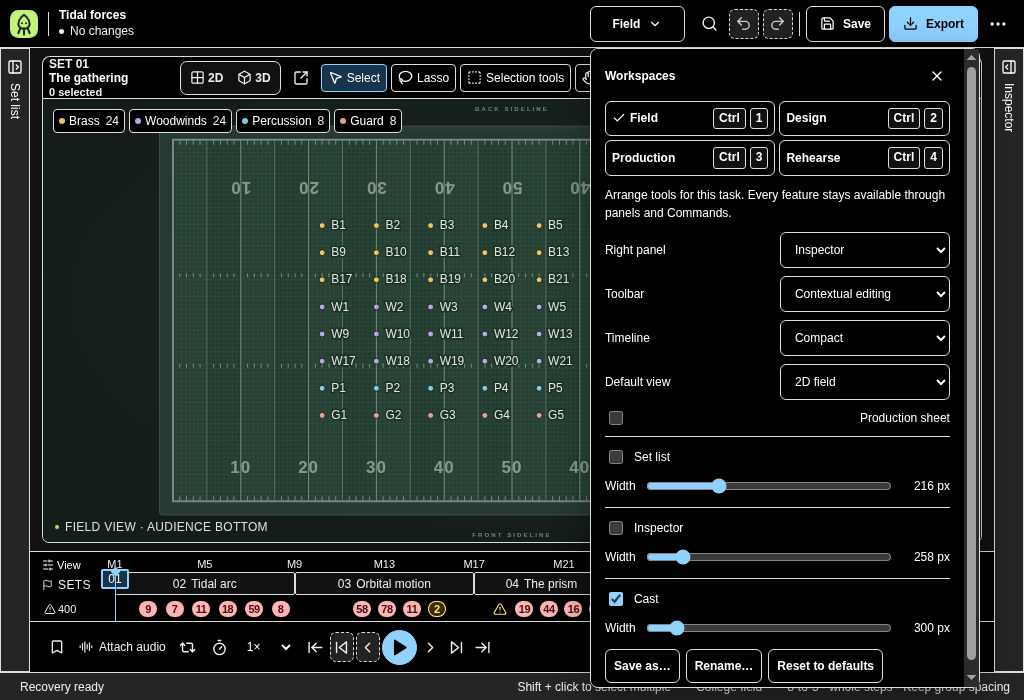 Tidal forces
No changes
Field
Save
Export
Set list
SET 01
The gathering
0 selected
2D
3D
Select
Lasso
Selection tools
Brass 24
Woodwinds 24
Percussion 8
Guard 8
BACK SIDELINE
10 20 30 40 50 40
B1 B2 B3 B4 B5
B9 B10 B11 B12 B13
B17 B18 B19 B20 B21
W1 W2 W3 W4 W5
W9 W10 W11 W12 W13
W17 W18 W19 W20 W21
P1 P2 P3 P4 P5
G1 G2 G3 G4 G5
10 20 30 40 50 40
FIELD VIEW · AUDIENCE BOTTOM
FRONT SIDELINE
View
M1 M5 M9 M13 M17 M21
SETS
01
02 Tidal arc
03 Orbital motion
04 The prism
400
9 7 11 18 59 8 58 78 11 2 19 44 16
Attach audio
1×
Workspaces
Field Ctrl 1
Design Ctrl 2
Production Ctrl 3
Rehearse Ctrl 4
Arrange tools for this task. Every feature stays available through
panels and Commands.
Right panel Inspector
Toolbar Contextual editing
Timeline Compact
Default view 2D field
Production sheet
Set list
Width 216 px
Inspector
Width 258 px
Cast
Width 300 px
Save as…
Rename…
Reset to defaults
Inspector
Recovery ready
Shift + click to select multiple College field 8 to 5 · whole steps · Keep group spacing